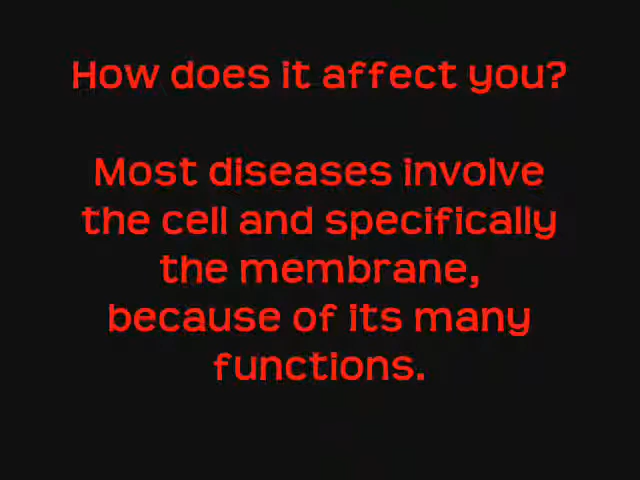 How does it affect you?
Most diseases involve
the cell and specifically
the membrane,
because of its many
functions.